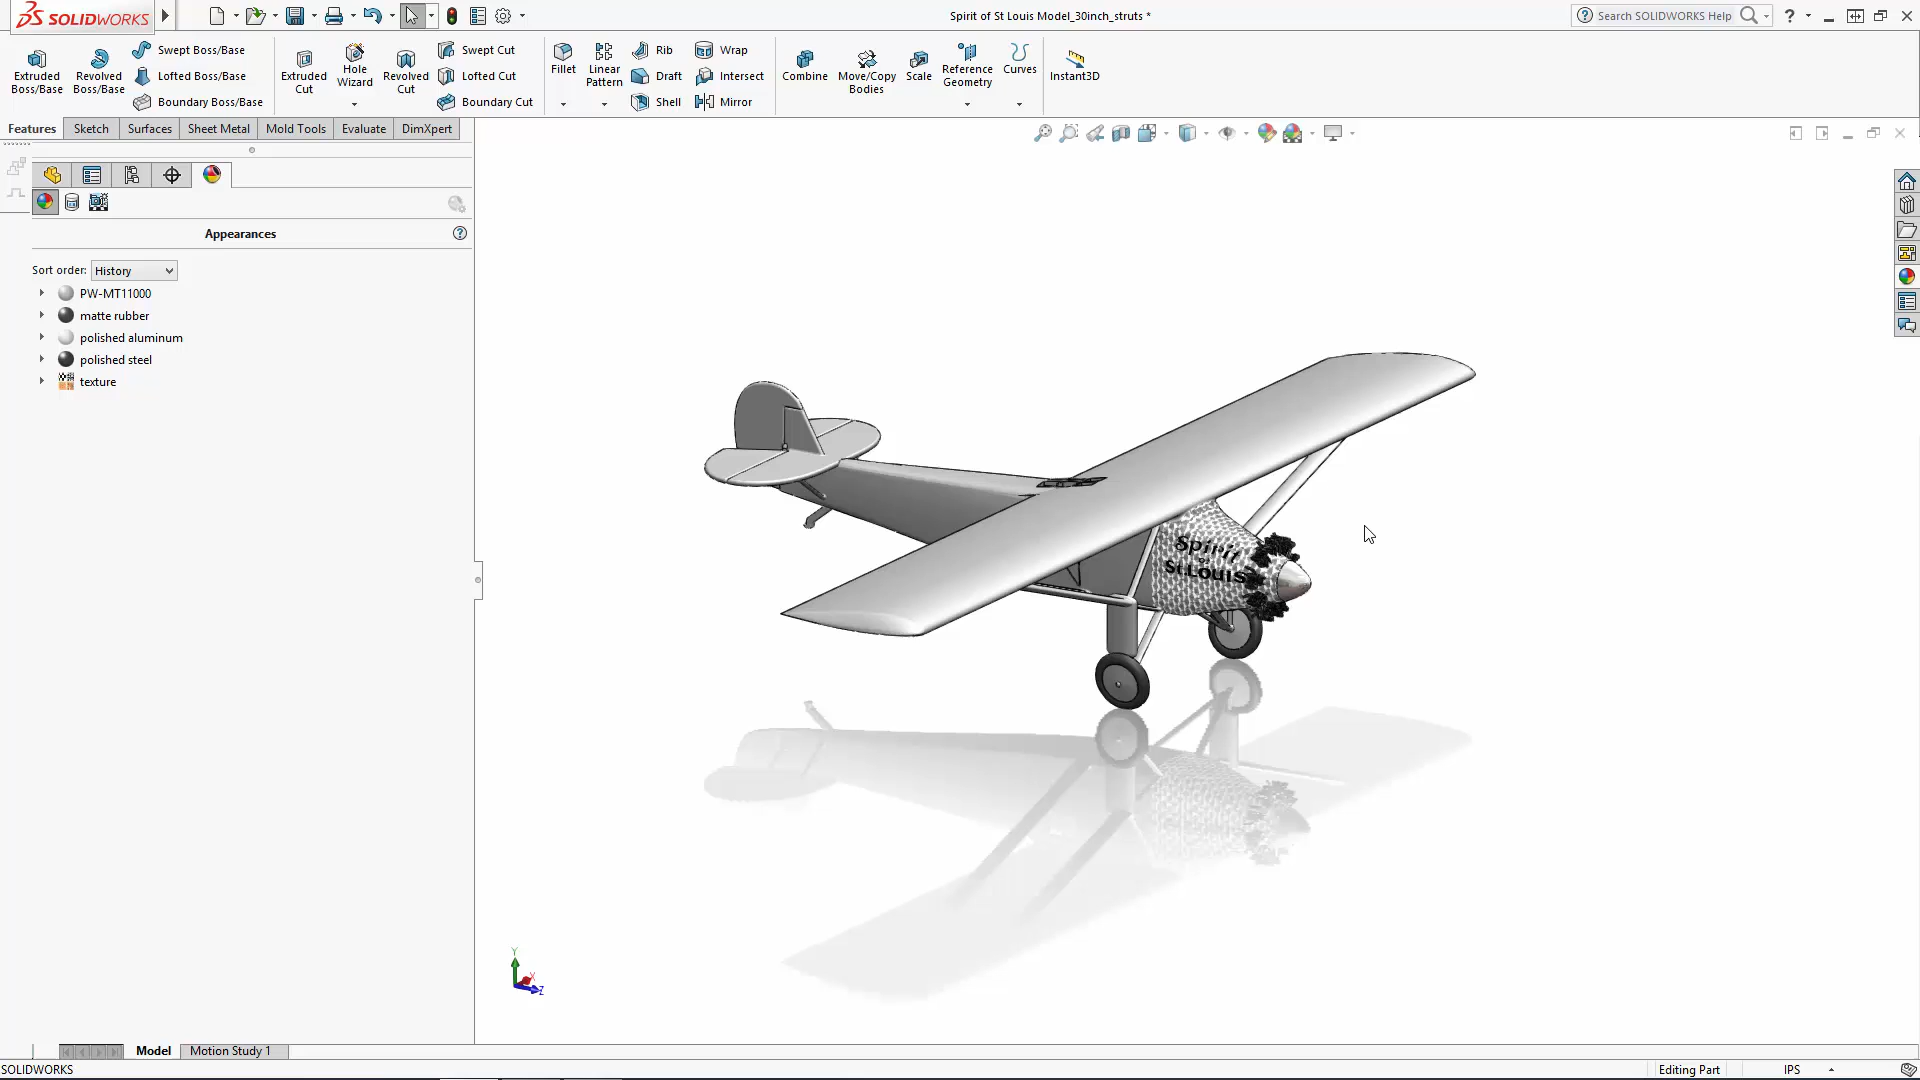 SOLIDWORKS
Spirit of St Louis Model_30inch_struts *
Search SOLIDWORKS Help
Extruded Boss/Base
Revolved Boss/Base
Swept Boss/Base
Lofted Boss/Base
Boundary Boss/Base
Extruded Cut
Hole Wizard
Revolved Cut
Swept Cut
Lofted Cut
Boundary Cut
Fillet
Linear Pattern
Rib
Draft
Shell
Wrap
Intersect
Mirror
Combine
Move/Copy Bodies
Scale
Reference Geometry
Curves
Instant3D
Features
Sketch
Surfaces
Sheet Metal
Mold Tools
Evaluate
DimXpert
Appearances
Sort order: History
PW-MT11000
matte rubber
polished aluminum
polished steel
texture
Spirit
of
St.Louis
Y
X
Z
Model
Motion Study 1
SOLIDWORKS
Editing Part
IPS